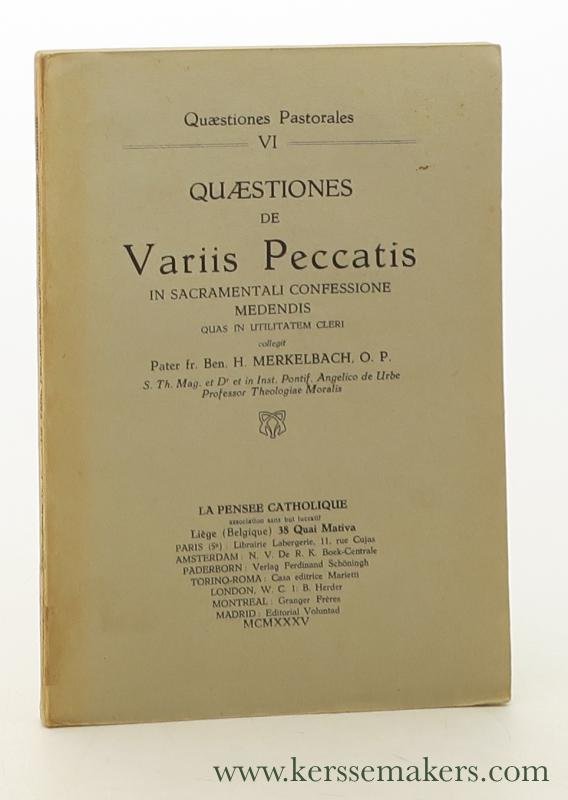 Quæstiones Pastorales
VI
QUÆSTIONES
DE
Variis Peccatis
IN SACRAMENTALI CONFESSIONE
MEDENDIS
QUAS IN UTILITATEM CLERI
collegit
Pater fr. Ben. H. MERKELBACH, O. P.
S. Th. Mag. et Dr et in Inst. Pontif. Angelico de Urbe
Professor Theologiae Moralis
LA PENSEE CATHOLIQUE
association sans but lucratif
Liège (Belgique) 38 Quai Mativa
PARIS (5e) : Librairie Labergerie, 11, rue Cujas
AMSTERDAM : N. V. De R. K. Boek-Centrale
PADERBORN : Verlag Ferdinand Schöningh
TORINO-ROMA : Casa editrice Marietti
LONDON, W. C. 1: B. Herder
MONTREAL : Granger Frères
MADRID : Editorial Voluntad
MCMXXXV
www.kerssemakers.com